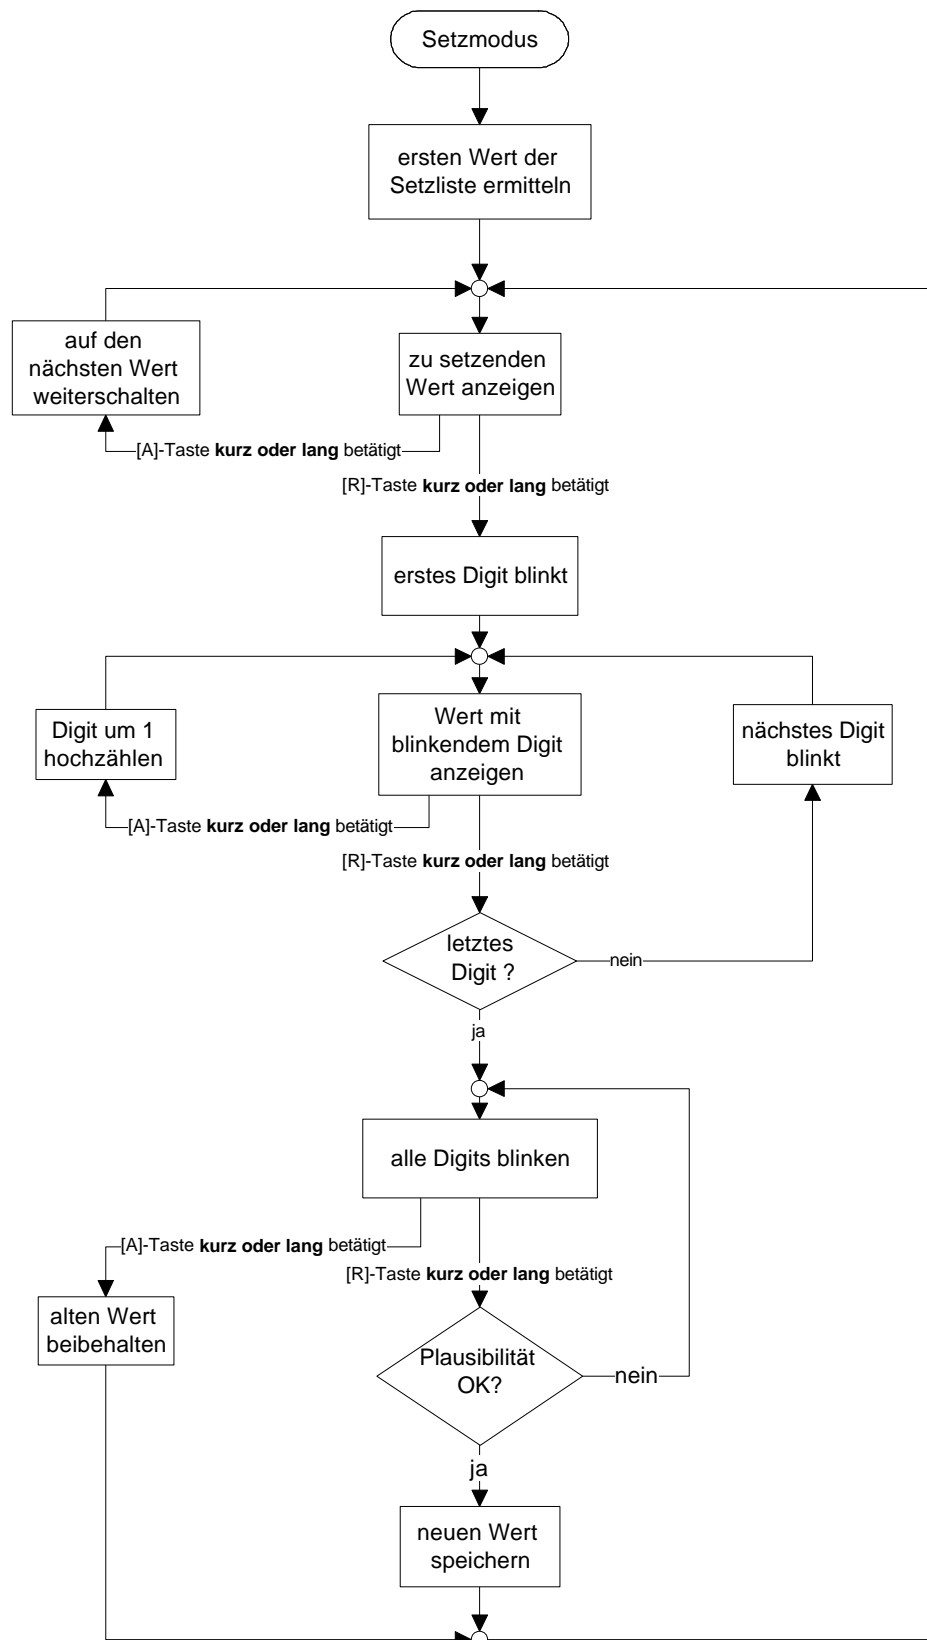 Setzmodus
ersten Wert der
Setzliste ermitteln
auf den
nächsten Wert
weiterschalten
zu setzenden
Wert anzeigen
[A]-Taste kurz oder lang betätigt
[R]-Taste kurz oder lang betätigt
erstes Digit blinkt
Digit um 1
hochzählen
Wert mit
blinkendem Digit
anzeigen
nächstes Digit
blinkt
[A]-Taste kurz oder lang betätigt
[R]-Taste kurz oder lang betätigt
letztes
Digit ?
nein
ja
alle Digits blinken
[A]-Taste kurz oder lang betätigt
[R]-Taste kurz oder lang betätigt
alten Wert
beibehalten
Plausibilität
OK?
nein
ja
neuen Wert
speichern